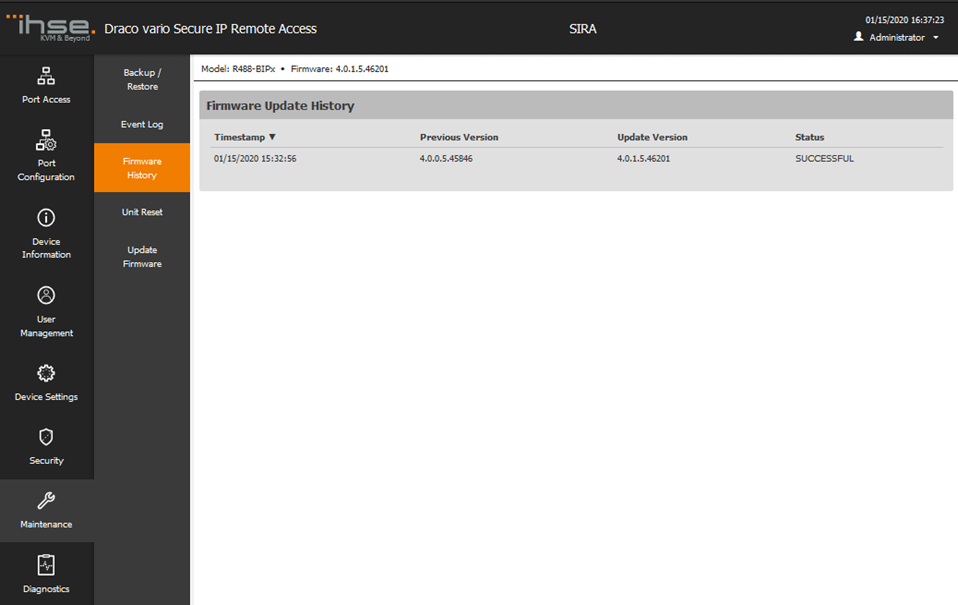 ihse.
KVM & Beyond
Draco vario Secure IP Remote Access
SIRA
01/15/2020 16:37:23
Administrator
Port Access
Port
Configuration
Device
Information
User
Management
Device Settings
Security
Maintenance
Diagnostics
Backup /
Restore
Event Log
Firmware
History
Unit Reset
Update
Firmware
Model: R488-BIPx • Firmware: 4.0.1.5.46201
Firmware Update History
Timestamp ▼ Previous Version Update Version Status
01/15/2020 15:32:56 4.0.0.5.45846 4.0.1.5.46201 SUCCESSFUL